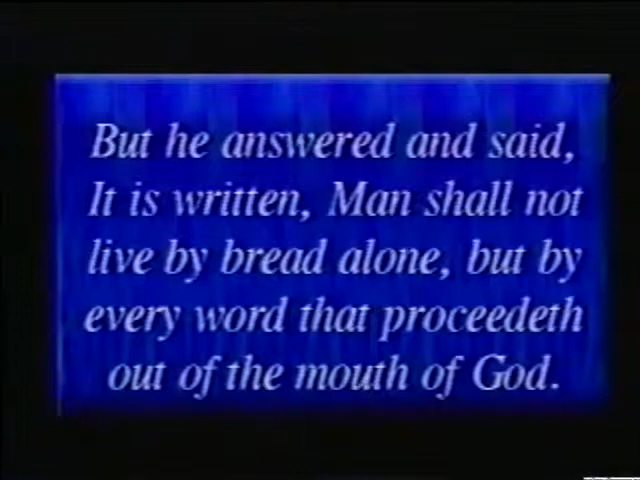 But he answered and said,
It is written, Man shall not
live by bread alone, but by
every word that proceedeth
out of the mouth of God.